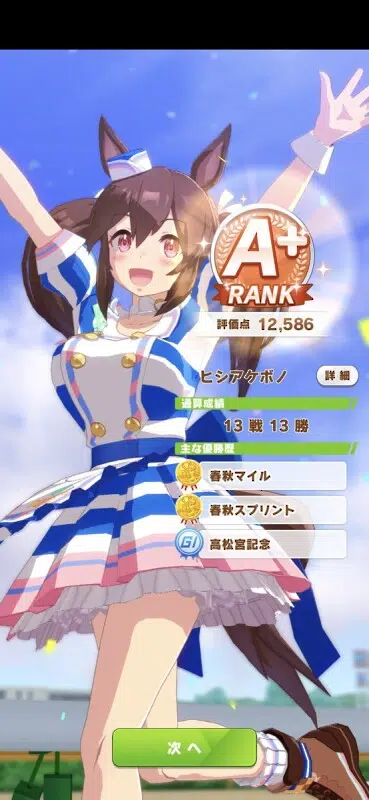 A+
RANK
評価点 12,586
ヒシアケボノ
詳細
通算成績
13 戦 13 勝
主な優勝歴
春秋マイル
春秋スプリント
GI 高松宮記念
次へ